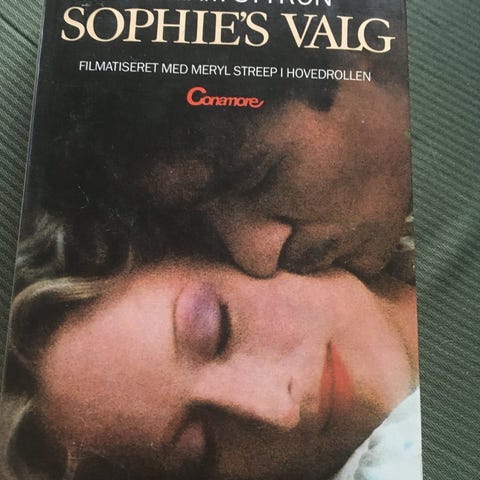 SOPHIE'S VALG
FILMATISERET MED MERYL STREEP I HOVEDROLLEN
Conamore